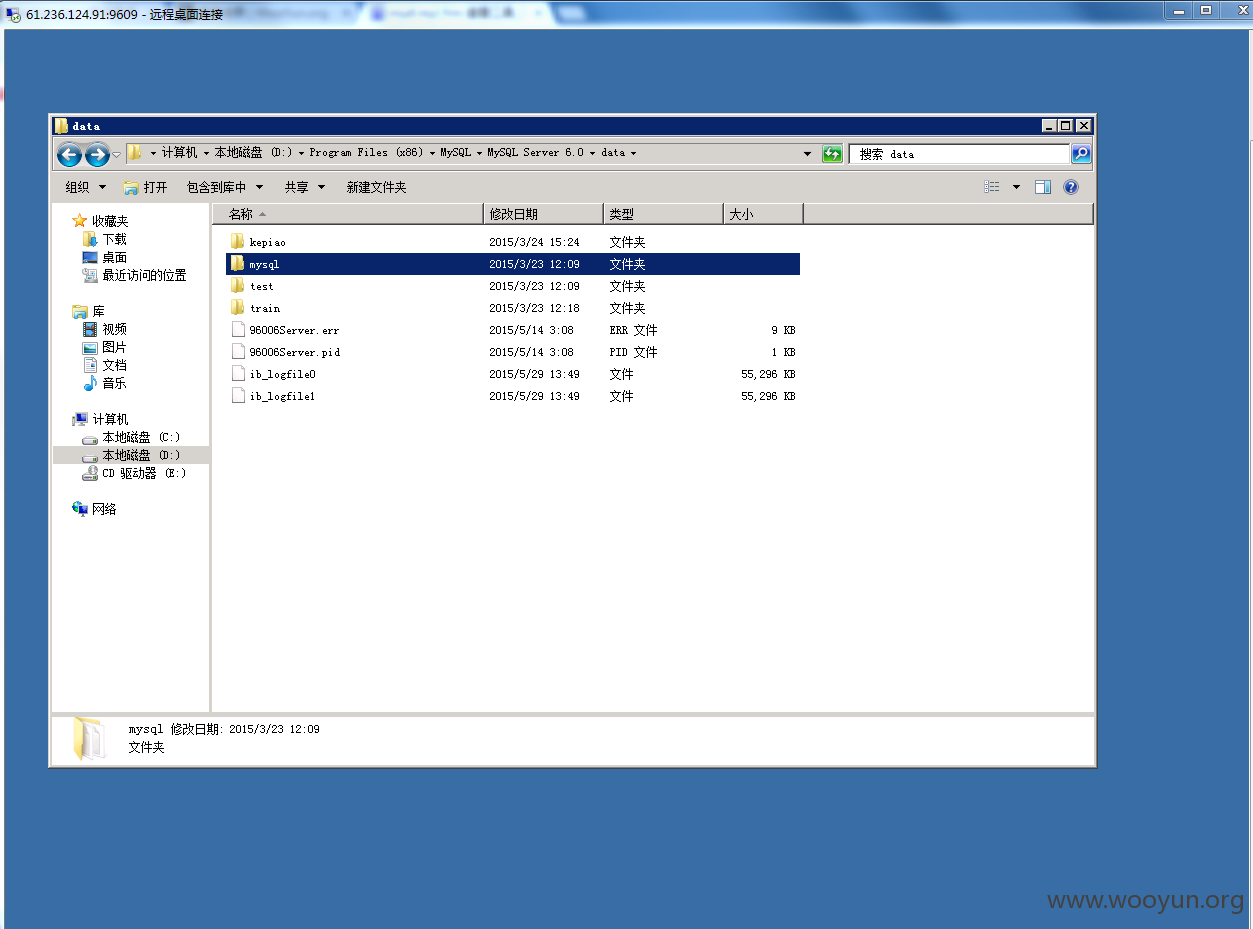 61.236.124.91:9609 - 远程桌面连接
data
计算机 本地磁盘 (D:) Program Files (x86) MySQL MySQL Server 6.0 data 搜索 data
组织 打开 包含到库中 共享 新建文件夹
名称 修改日期 类型 大小
收藏夹
下载
桌面
最近访问的位置
库
视频
图片
文档
音乐
计算机
本地磁盘 (C:)
本地磁盘 (D:)
CD 驱动器 (E:)
网络
kepiao 2015/3/24 15:24 文件夹
mysql 2015/3/23 12:09 文件夹
test 2015/3/23 12:09 文件夹
train 2015/3/23 12:18 文件夹
96006Server.err 2015/5/14 3:08 ERR 文件 9 KB
96006Server.pid 2015/5/14 3:08 PID 文件 1 KB
ib_logfile0 2015/5/29 13:49 文件 55,296 KB
ib_logfile1 2015/5/29 13:49 文件 55,296 KB
mysql 修改日期: 2015/3/23 12:09
文件夹
www.wooyun.org